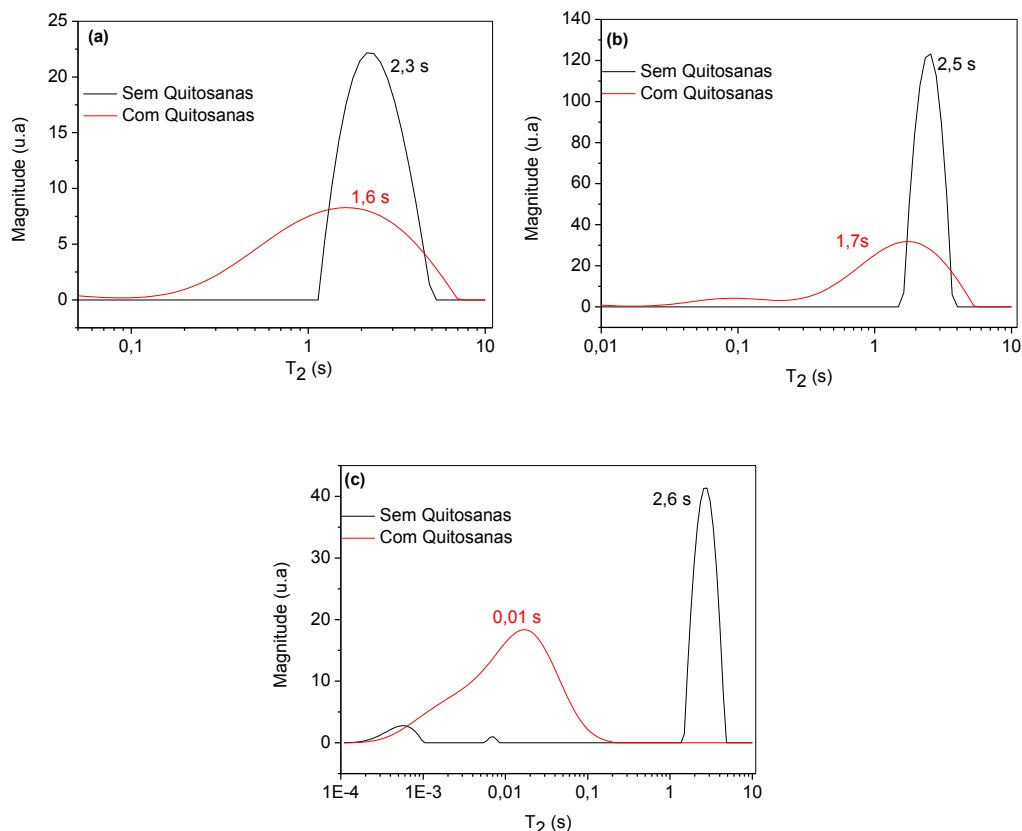 (a)
25
20
15
10
5
0
Magnitude (u.a)
Sem Quitosanas
Com Quitosanas
2,3 s
1,6 s
0,1
1
10
T2 (s)
(b)
140
120
100
80
60
40
20
0
Magnitude (u.a)
Sem Quitosanas
Com Quitosanas
2,5 s
1,7s
0,01
0,1
1
10
T2 (s)
(c)
40
30
20
10
0
Magnitude (u.a)
Sem Quitosanas
Com Quitosanas
2,6 s
0,01 s
1E-4
1E-3
0,01
0,1
1
10
T2 (s)